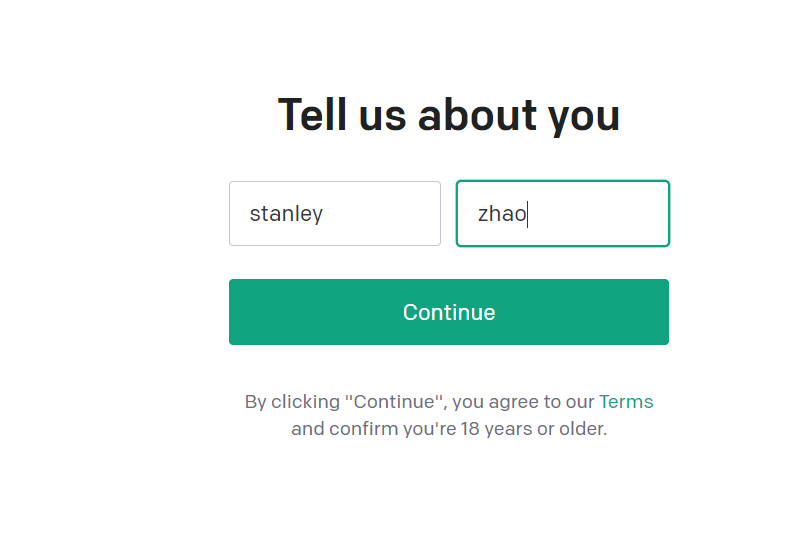 Tell us about you
stanley zhao
Continue
By clicking "Continue", you agree to our Terms
and confirm you're 18 years or older.